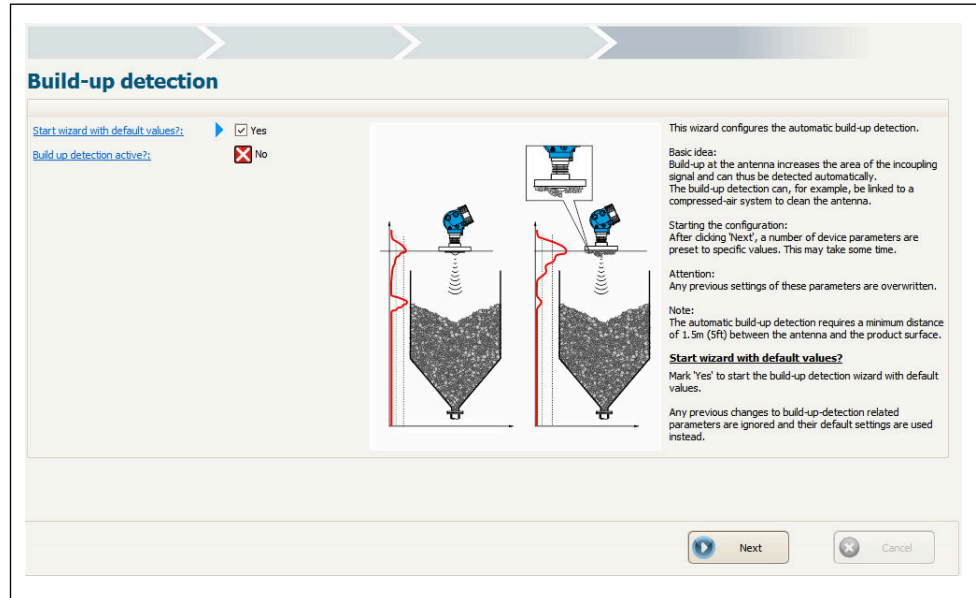 Build-up detection
Start wizard with default values?:
Yes
Build up detection active?:
No
This wizard configures the automatic build-up detection.
Basic idea:
Build-up at the antenna increases the area of the incoupling
signal and can thus be detected automatically.
The build-up detection can, for example, be linked to a
compressed-air system to clean the antenna.
Starting the configuration:
After clicking 'Next', a number of device parameters are
preset to specific values. This may take some time.
Attention:
Any previous settings of these parameters are overwritten.
Note:
The automatic build-up detection requires a minimum distance
of 1.5m (5ft) between the antenna and the product surface.
Start wizard with default values?
Mark 'Yes' to start the build-up detection wizard with default
values.
Any previous changes to build-up-detection related
parameters are ignored and their default settings are used
instead.
Next
Cancel